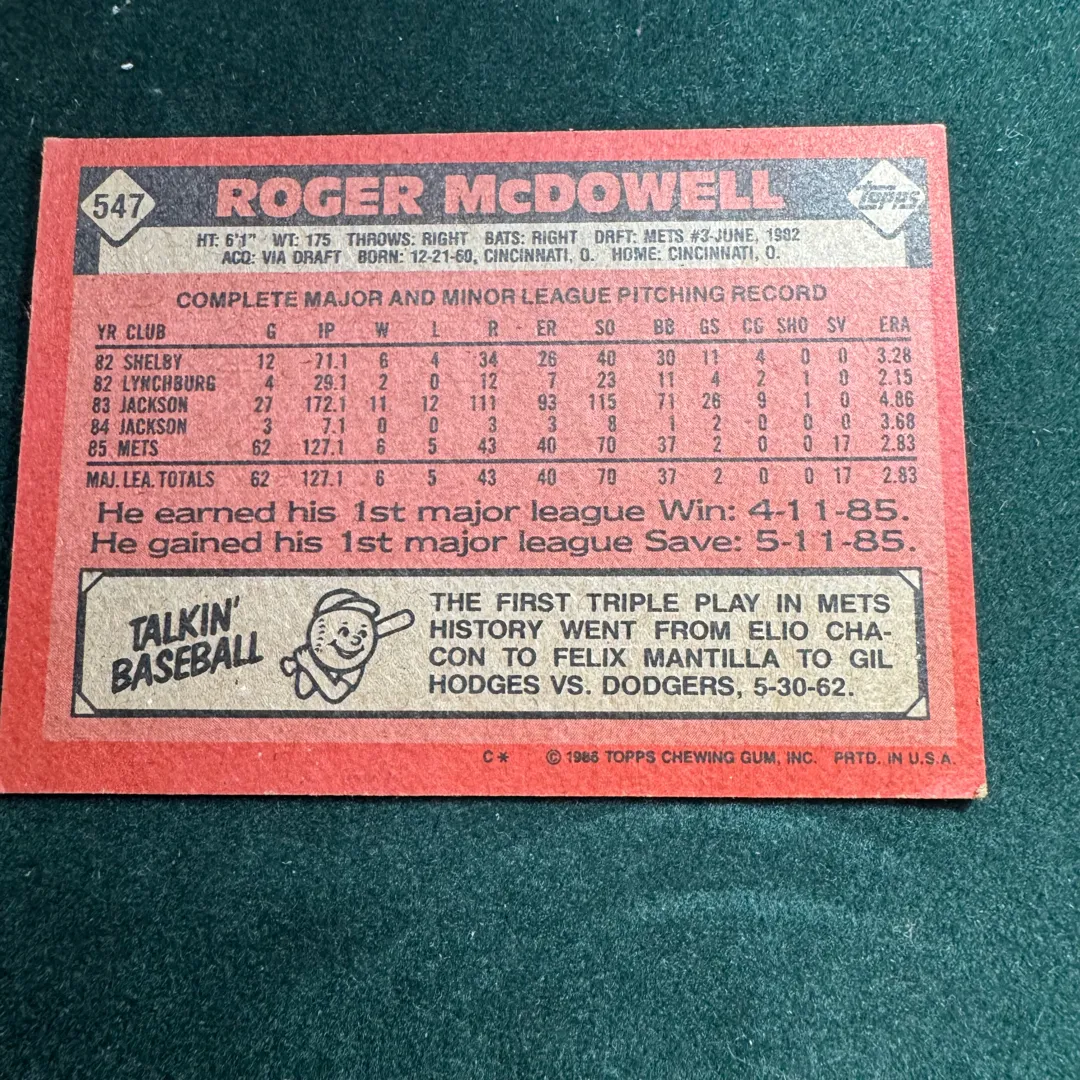 547
ROGER McDOWELL
TOPPS
HT: 6'1" WT: 175 THROWS: RIGHT BATS: RIGHT DRFT: METS #3-JUNE, 1982
ACQ: VIA DRAFT BORN: 12-21-60, CINCINNATI, O. HOME: CINCINNATI, O.
COMPLETE MAJOR AND MINOR LEAGUE PITCHING RECORD
YR CLUB G IP W L R ER SO BB GS CG SHO SV ERA
82 SHELBY 12 71.1 6 4 34 26 40 30 11 4 0 0 3.28
82 LYNCHBURG 4 29.1 2 0 12 7 23 11 4 2 1 0 2.15
83 JACKSON 27 172.1 11 12 111 93 115 71 26 9 1 0 4.86
84 JACKSON 3 7.1 0 0 3 3 8 1 2 0 0 0 3.68
85 METS 62 127.1 6 5 43 40 70 37 2 0 0 17 2.83
MAJ. LEA. TOTALS 62 127.1 6 5 43 40 70 37 2 0 0 17 2.83
He earned his 1st major league Win: 4-11-85.
He gained his 1st major league Save: 5-11-85.
TALKIN'
BASEBALL
THE FIRST TRIPLE PLAY IN METS
HISTORY WENT FROM ELIO CHA-
CON TO FELIX MANTILLA TO GIL
HODGES VS. DODGERS, 5-30-62.
C* © 1986 TOPPS CHEWING GUM, INC. PRTD. IN U.S.A.